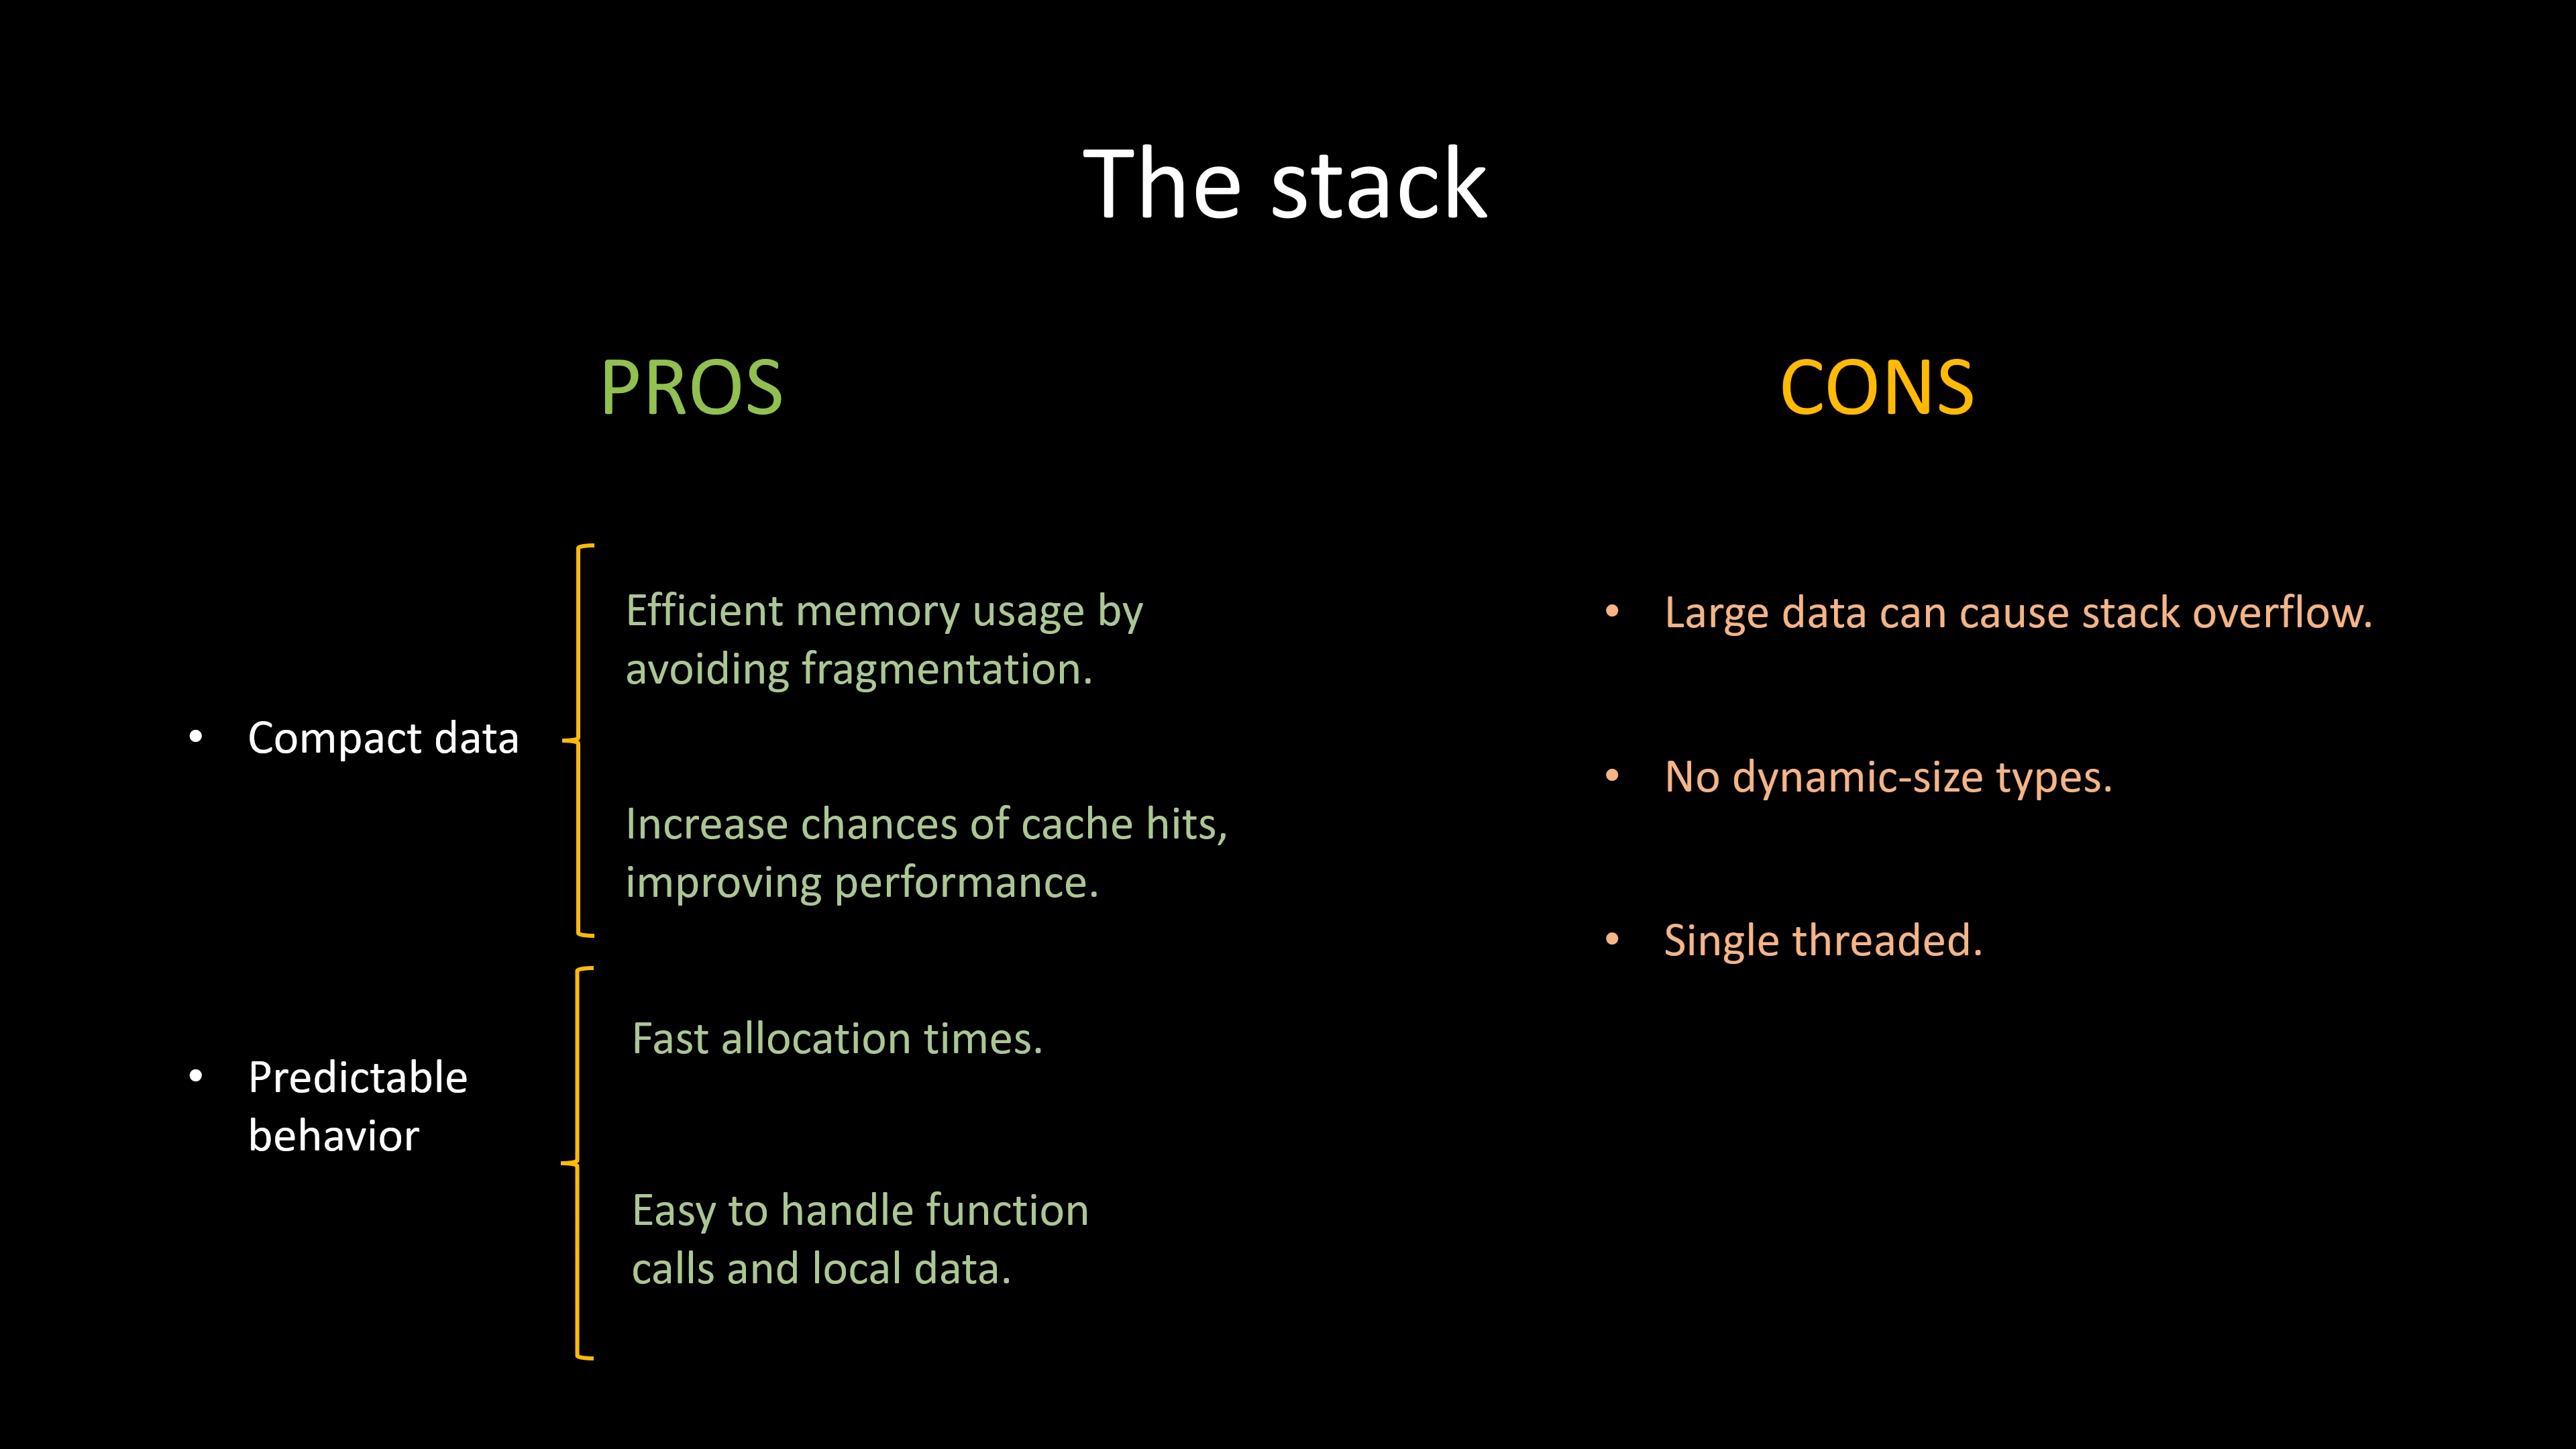 The stack
PROS
CONS
• Compact data
Efficient memory usage by
avoiding fragmentation.
Increase chances of cache hits,
improving performance.
• Predictable
behavior
Fast allocation times.
Easy to handle function
calls and local data.
• Large data can cause stack overflow.
• No dynamic-size types.
• Single threaded.